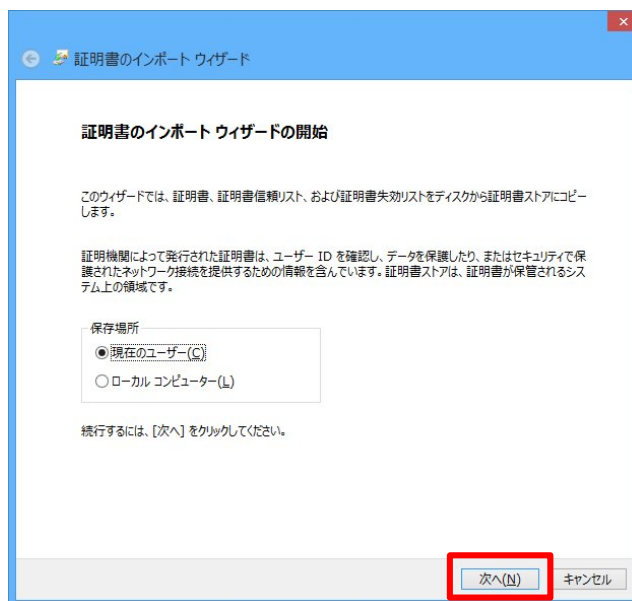 証明書のインポート ウィザード
証明書のインポート ウィザードの開始
このウィザードでは、証明書、証明書信頼リスト、および証明書失効リストをディスクから証明書ストアにコピー
します。
証明機関によって発行された証明書は、ユーザー ID を確認し、データを保護したり、またはセキュリティで保
護されたネットワーク接続を提供するための情報を含んでいます。証明書ストアは、証明書が保管されるシス
テム上の領域です。
保存場所
現在のユーザー(C)
ローカル コンピューター(L)
続行するには、[次へ] をクリックしてください。
次へ(N) キャンセル